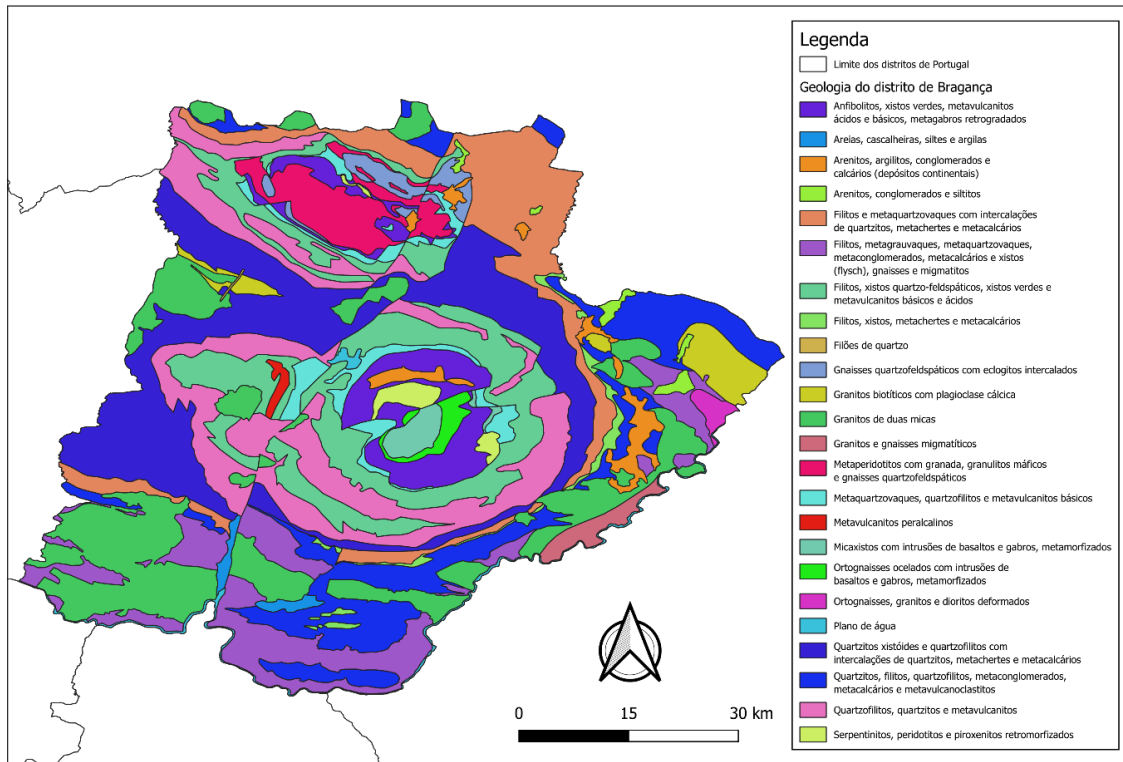 Legenda
Limite dos distritos de Portugal
Geologia do distrito de Bragança
Anfibolitos, xistos verdes, metavulcanitos
ácidos e básicos, metagabros retrogradados
Areias, cascalheiras, siltes e argilas
Arenitos, argilitos, conglomerados e
calcários (depósitos continentais)
Arenitos, conglomerados e siltitos
Filitos e metaquartzovaques com intercalações
de quartzitos, metachertes e metacalcários
Filitos, metagrauvaques, metaquartzovaques,
metaconglomerados, metacalcários e xistos
(flysch), gnaisses e migmatitos
Filitos, xistos quartzo-feldspáticos, xistos verdes e
metavulcanitos básicos e ácidos
Filitos, xistos, metachertes e metacalcários
Filões de quartzo
Gnaisses quartzofeldspáticos com eclogitos intercalados
Granitos biotíticos com plagioclase cálcica
Granitos de duas micas
Granitos e gnaisses migmatíticos
Metaperidotitos com granada, granulitos máficos
e gnaisses quartzofeldspáticos
Metaquartzovaques, quartzofilitos e metavulcanitos básicos
Metavulcanitos peralcalinos
Micaxistos com intrusões de basaltos e gabros, metamorfizados
Ortognaisses ocelados com intrusões de
basaltos e gabros, metamorfizados
Ortognaisses, granitos e dioritos deformados
Plano de água
Quartzitos xistóides e quartzofilitos com
intercalações de quartzitos, metachertes e metacalcários
Quartzitos, filitos, quartzofilitos, metaconglomerados,
metacalcários e metavulcanoclastitos
Quartzofilitos, quartzitos e metavulcanitos
Serpentinitos, peridotitos e piroxenitos retromorfizados
0 15 30 km